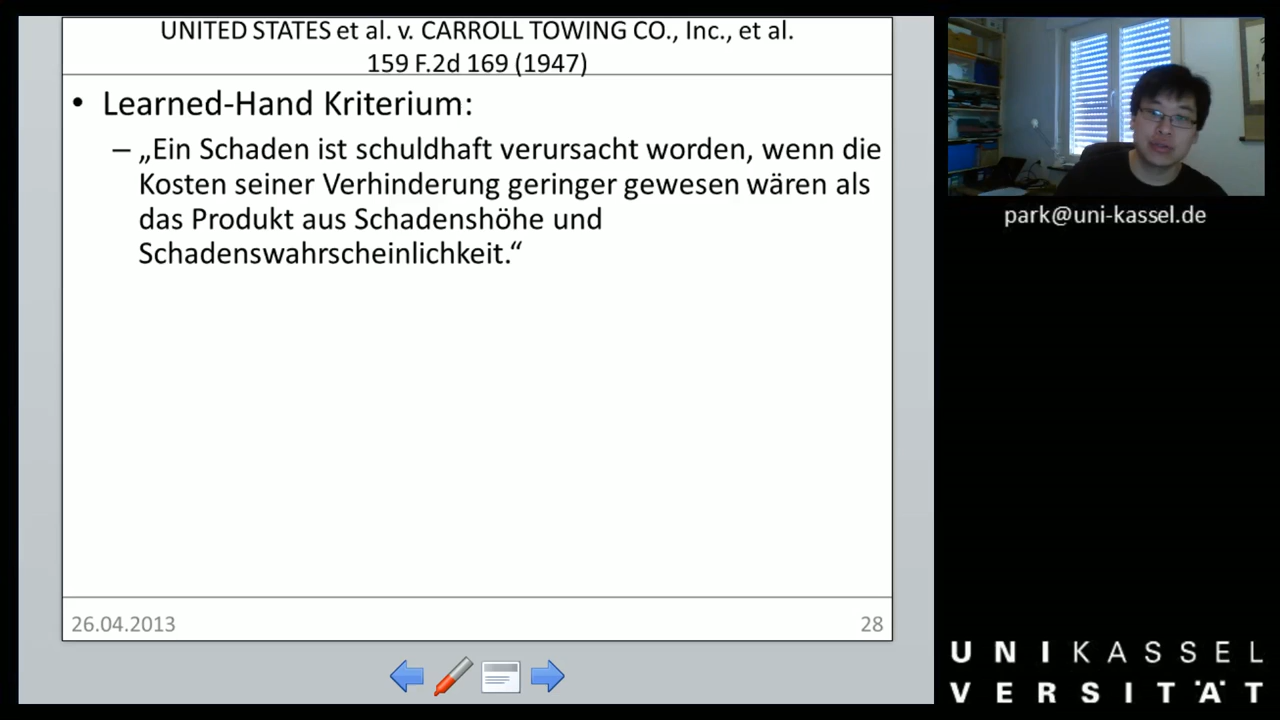 UNITED STATES et al. v. CARROLL TOWING CO., Inc., et al.
159 F.2d 169 (1947)
• Learned-Hand Kriterium:
– „Ein Schaden ist schuldhaft verursacht worden, wenn die
Kosten seiner Verhinderung geringer gewesen wären als
das Produkt aus Schadenshöhe und
Schadenswahrscheinlichkeit.“
26.04.2013
28
park@uni-kassel.de
UNIKASSEL
VERSITÄT